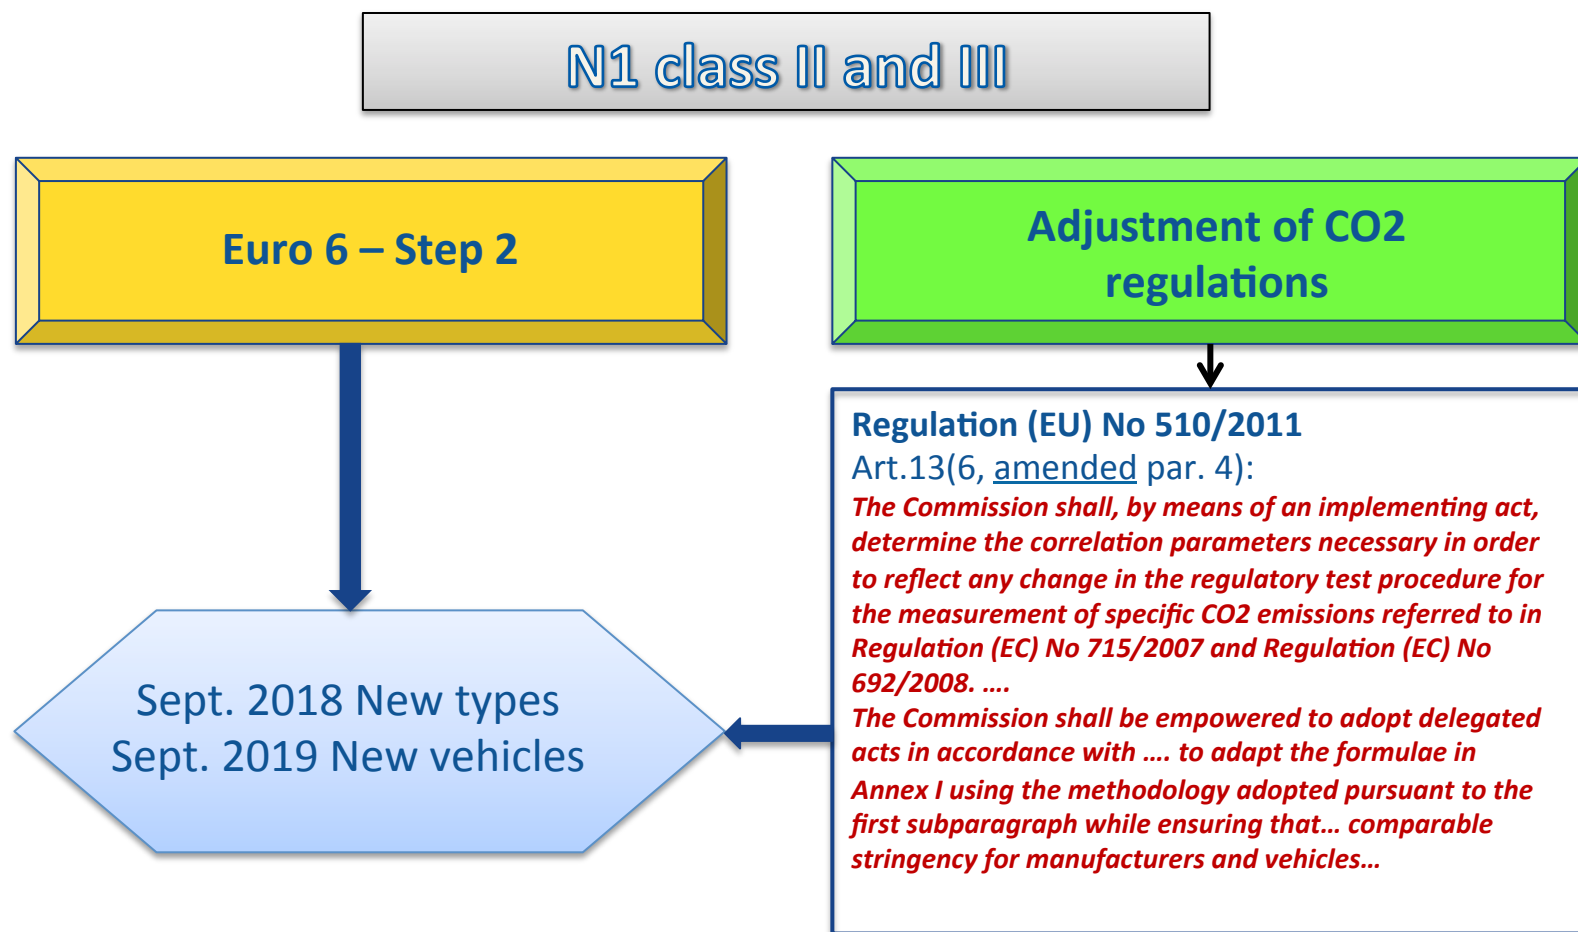 N1 class II and III
Euro 6 – Step 2
Adjustment of CO2
regulations
Regulation (EU) No 510/2011
Art.13(6, amended par. 4):
The Commission shall, by means of an implementing act,
determine the correlation parameters necessary in order
to reflect any change in the regulatory test procedure for
the measurement of specific CO2 emissions referred to in
Regulation (EC) No 715/2007 and Regulation (EC) No
692/2008. ....
The Commission shall be empowered to adopt delegated
acts in accordance with .... to adapt the formulae in
Annex I using the methodology adopted pursuant to the
first subparagraph while ensuring that... comparable
stringency for manufacturers and vehicles...
Sept. 2018 New types
Sept. 2019 New vehicles